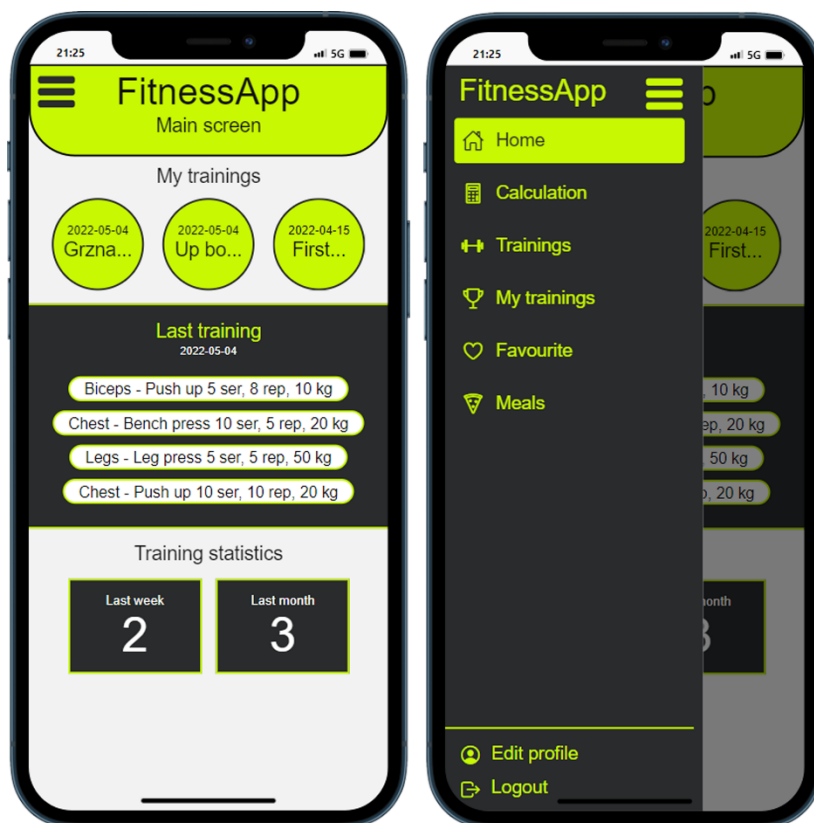 21:25
5G
FitnessApp
Main screen
My trainings
2022-05-04
Grzna...
2022-05-04
Up bo...
2022-04-15
First...
Last training
2022-05-04
Biceps - Push up 5 ser, 8 rep, 10 kg
Chest - Bench press 10 ser, 5 rep, 20 kg
Legs - Leg press 5 ser, 5 rep, 50 kg
Chest - Push up 10 ser, 10 rep, 20 kg
Training statistics
Last week
2
Last month
3
21:25
5G
FitnessApp
Home
Calculation
Trainings
My trainings
Favourite
Meals
Edit profile
Logout
p
2022-04-15
First...
, 10 kg
ep, 20 kg
50 kg
, 20 kg
onth
3